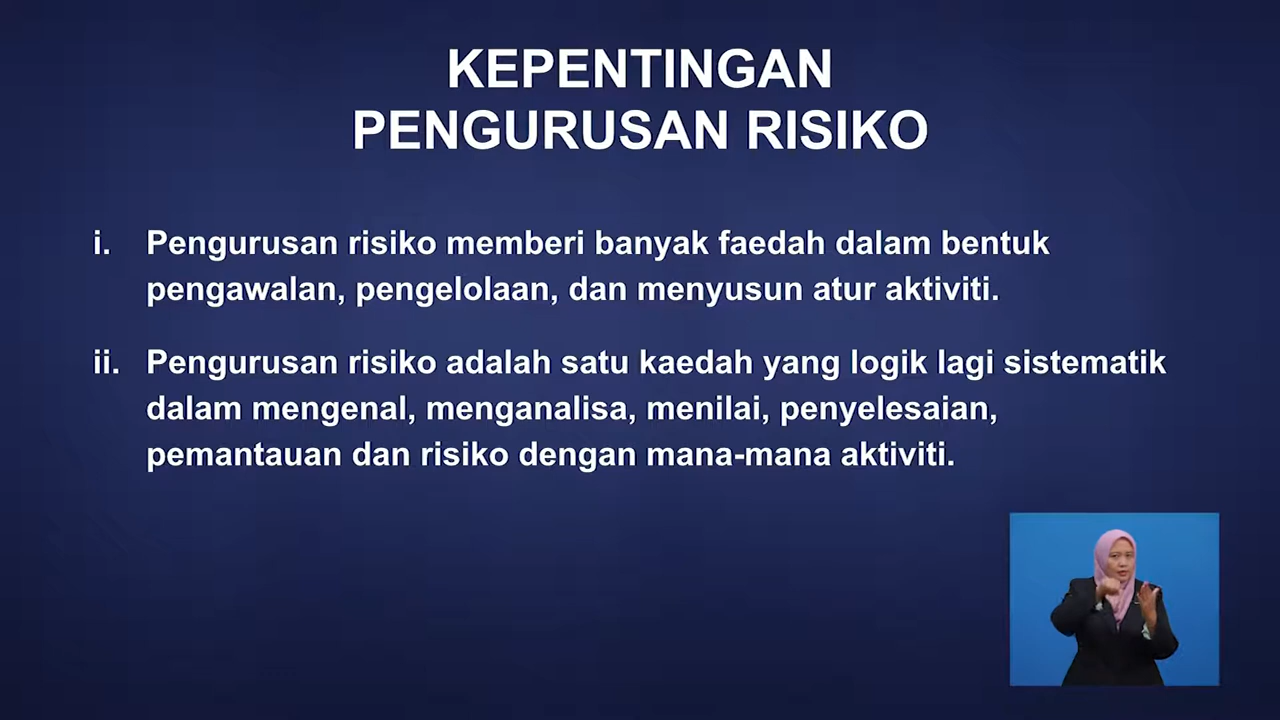 KEPENTINGAN
PENGURUSAN RISIKO
i. Pengurusan risiko memberi banyak faedah dalam bentuk
pengawalan, pengelolaan, dan menyusun atur aktiviti.
ii. Pengurusan risiko adalah satu kaedah yang logik lagi sistematik
dalam mengenal, menganalisa, menilai, penyelesaian,
pemantauan dan risiko dengan mana-mana aktiviti.